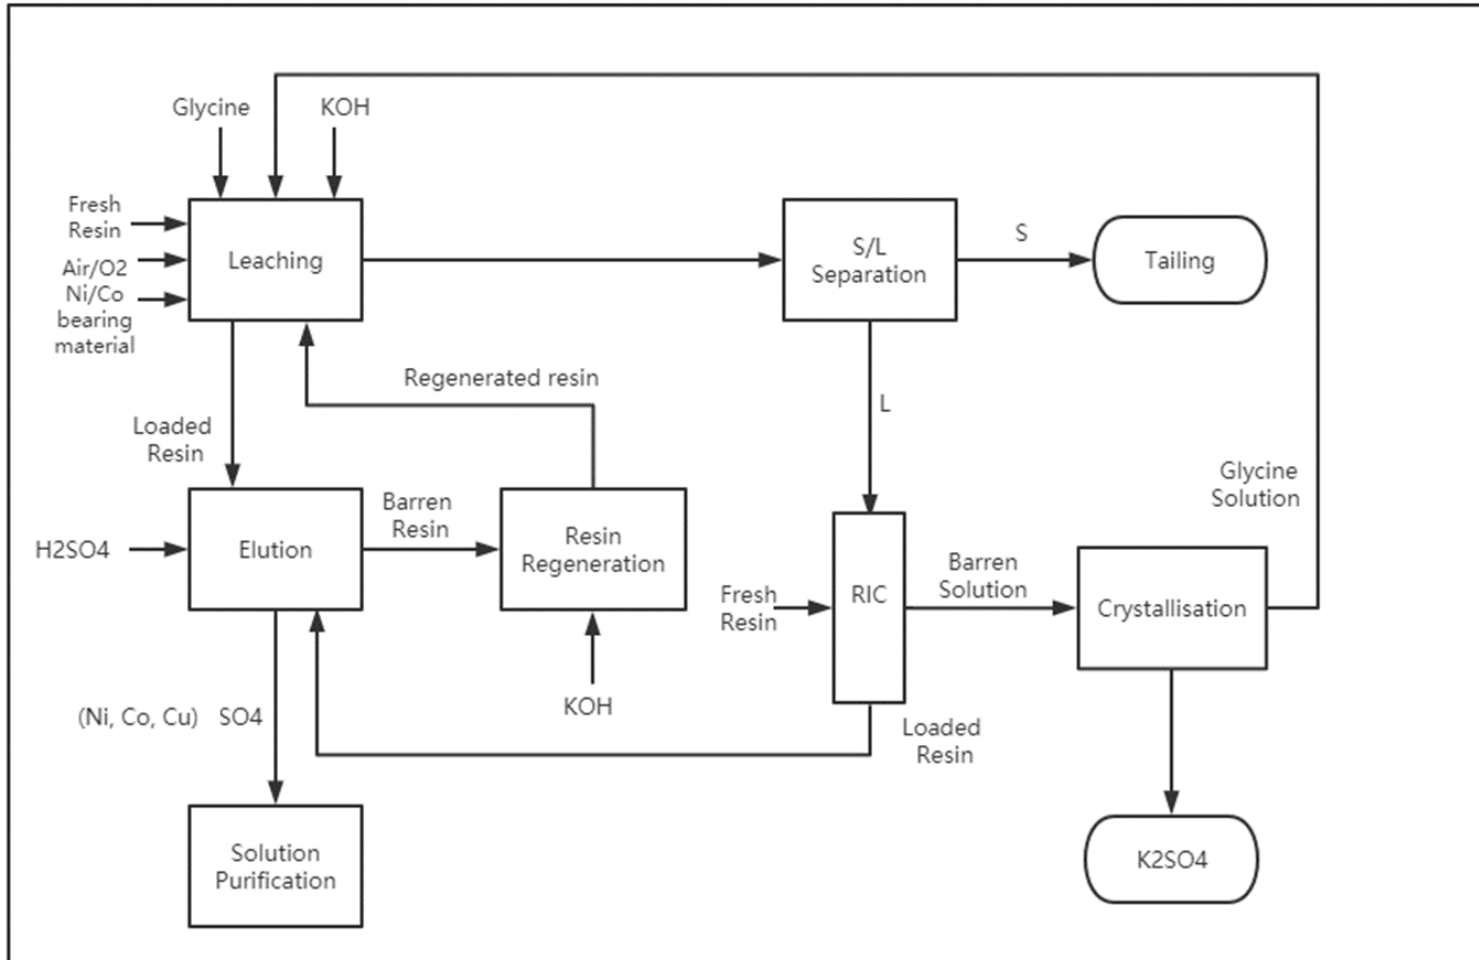 Glycine
KOH
Fresh
Resin
Air/O2
Ni/Co
bearing
material
Leaching
S/L
Separation
S
Tailing
Regenerated resin
L
Loaded
Resin
Glycine
Solution
H2SO4
Elution
Barren
Resin
Resin
Regeneration
Fresh
Resin
RIC
Barren
Solution
Crystallisation
KOH
(Ni, Co, Cu) SO4
Loaded
Resin
Solution
Purification
K2SO4